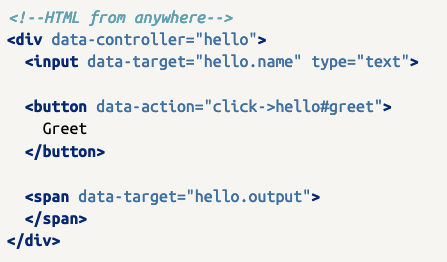 <!--HTML from anywhere-->
<div data-controller="hello">
  <input data-target="hello.name" type="text">

  <button data-action="click->hello#greet">
    Greet
  </button>

  <span data-target="hello.output">
  </span>
</div>